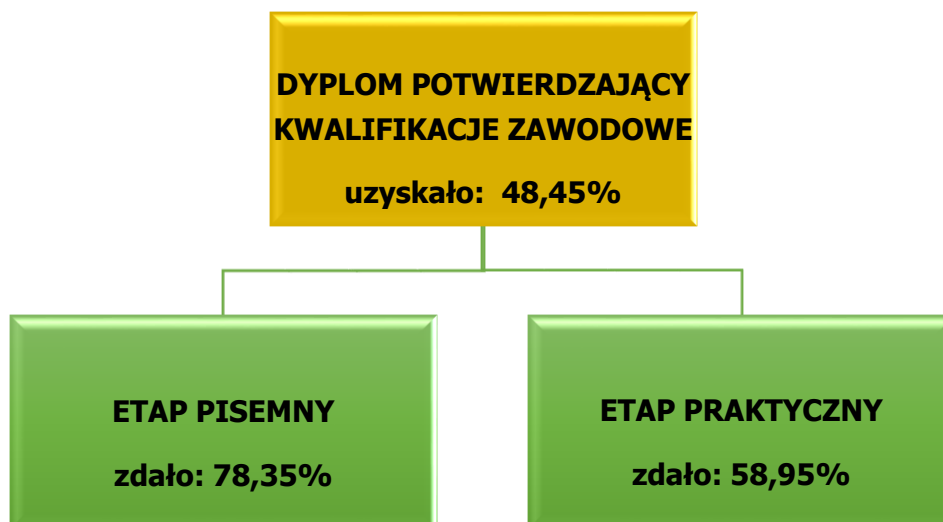 DYPLOM POTWIERDZAJĄCY
KWALIFIKACJE ZAWODOWE
uzyskało: 48,45%
ETAP PISEMNY
zdało: 78,35%
ETAP PRAKTYCZNY
zdało: 58,95%